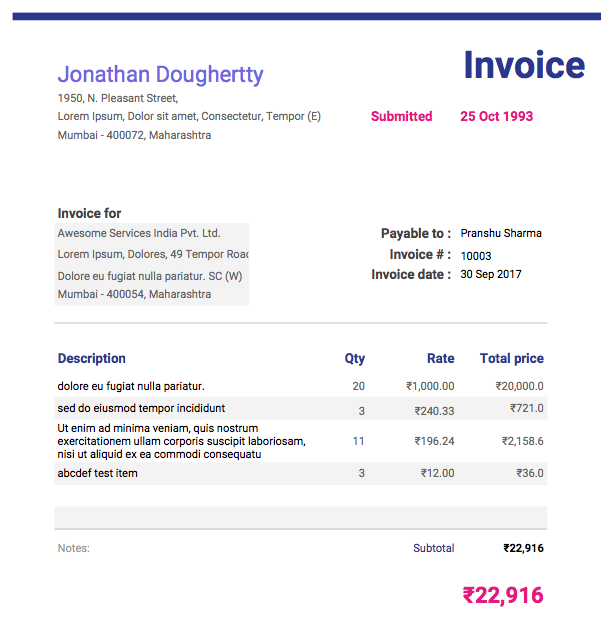 Invoice
Jonathan Doughertty
1950, N. Pleasant Street,
Lorem Ipsum, Dolor sit amet, Consectetur, Tempor (E)
Submitted 25 Oct 1993
Mumbai - 400072, Maharashtra
Invoice for
Awesome Services India Pvt. Ltd.
Payable to : Pranshu Sharma
Lorem Ipsum, Dolores, 49 Tempor Road
Invoice # : 10003
Dolore eu fugiat nulla pariatur. SC (W)
Invoice date : 30 Sep 2017
Mumbai - 400054, Maharashtra
Description Qty Rate Total price
dolore eu fugiat nulla pariatur. 20 ₹1,000.00 ₹20,000.0
sed do eiusmod tempor incididunt 3 ₹240.33 ₹721.0
Ut enim ad minima veniam, quis nostrum
exercitationem ullam corporis suscipit laboriosam, 11 ₹196.24 ₹2,158.6
nisi ut aliquid ex ea commodi consequatu
abcdef test item 3 ₹12.00 ₹36.0
Notes: Subtotal ₹22,916
₹22,916